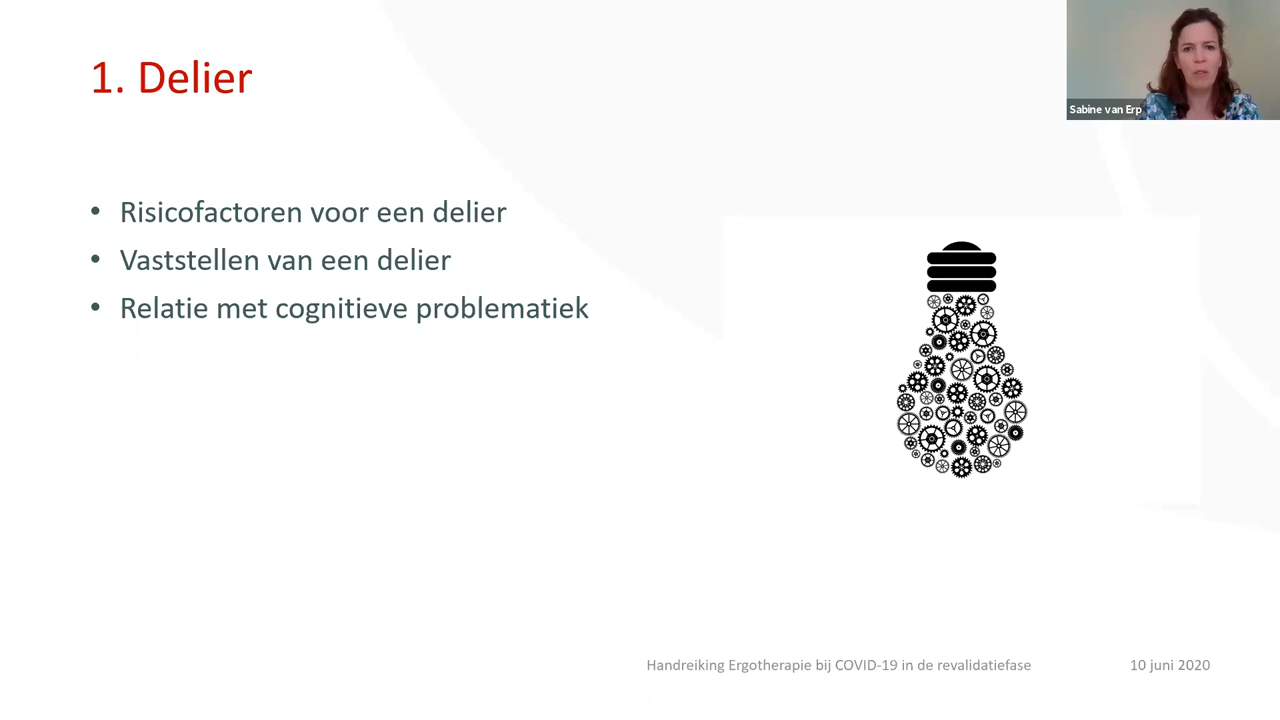 1. Delier
Sabine van Erp
• Risicofactoren voor een delier
• Vaststellen van een delier
• Relatie met cognitieve problematiek
Handreiking Ergotherapie bij COVID-19 in de revalidatiefase
10 juni 2020